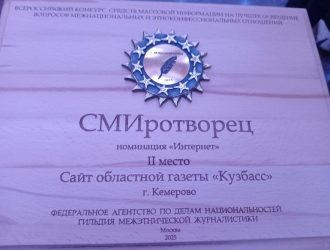 ВСЕРОССИЙСКИЙ КОНКУРС СРЕДСТВ МАССОВОЙ ИНФОРМАЦИИ НА ЛУЧШЕЕ ОСВЕЩЕНИЕ
ВОПРОСОВ МЕЖНАЦИОНАЛЬНЫХ И ЭТНОКОНФЕССИОНАЛЬНЫХ ОТНОШЕНИЙ
СМИротворец
номинация «Интернет»
II место
Сайт областной газеты «Кузбасс»
г. Кемерово
ФЕДЕРАЛЬНОЕ АГЕНТСТВО ПО ДЕЛАМ НАЦИОНАЛЬНОСТЕЙ
ГИЛЬДИЯ МЕЖЭТНИЧЕСКОЙ ЖУРНАЛИСТИКИ
Москва
2025